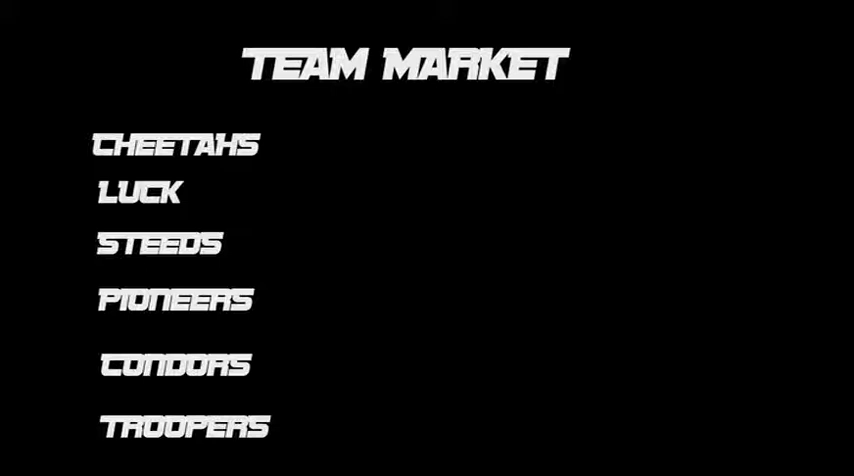 TEAM MARKET
CHEETAHS
LUCK
STEEDS
PIONEERS
CONDORS
TROOPERS